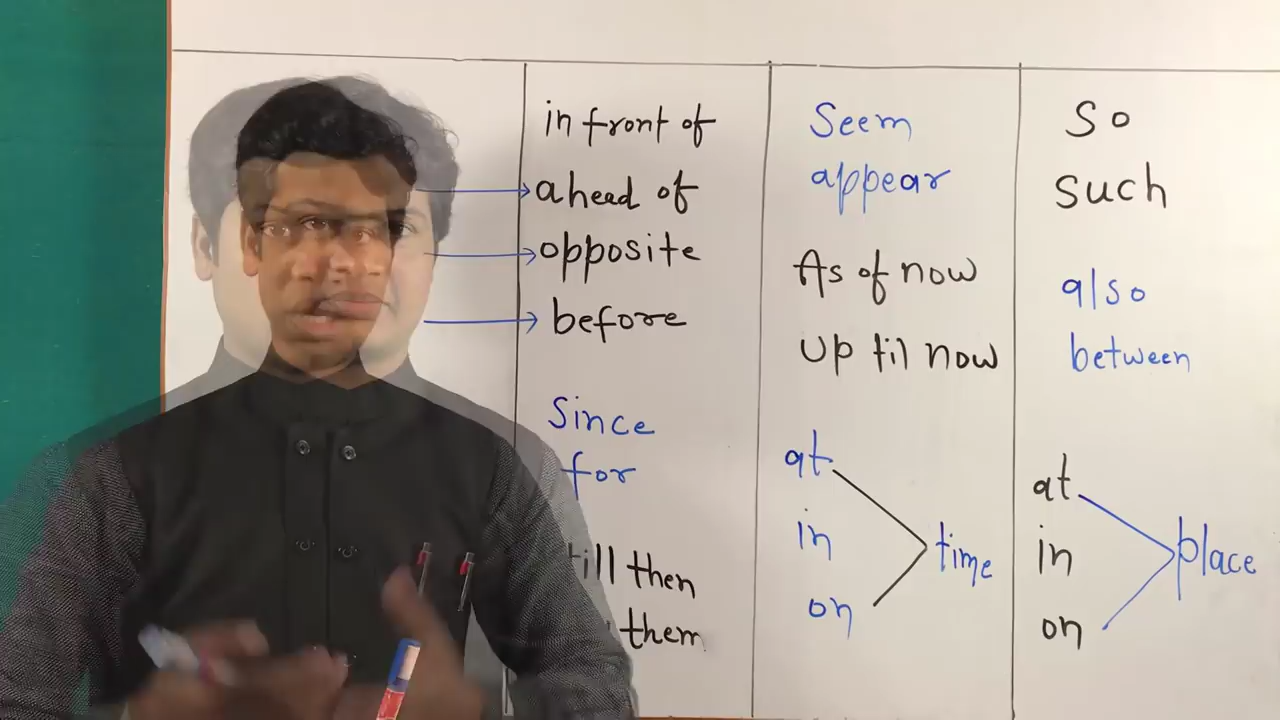 in front of
ahead of
opposite
before
Since
for
till then
them
Seem
appear
As of now
Up til now
at
in
on
time
So
Such
also
between
at
in
on
place